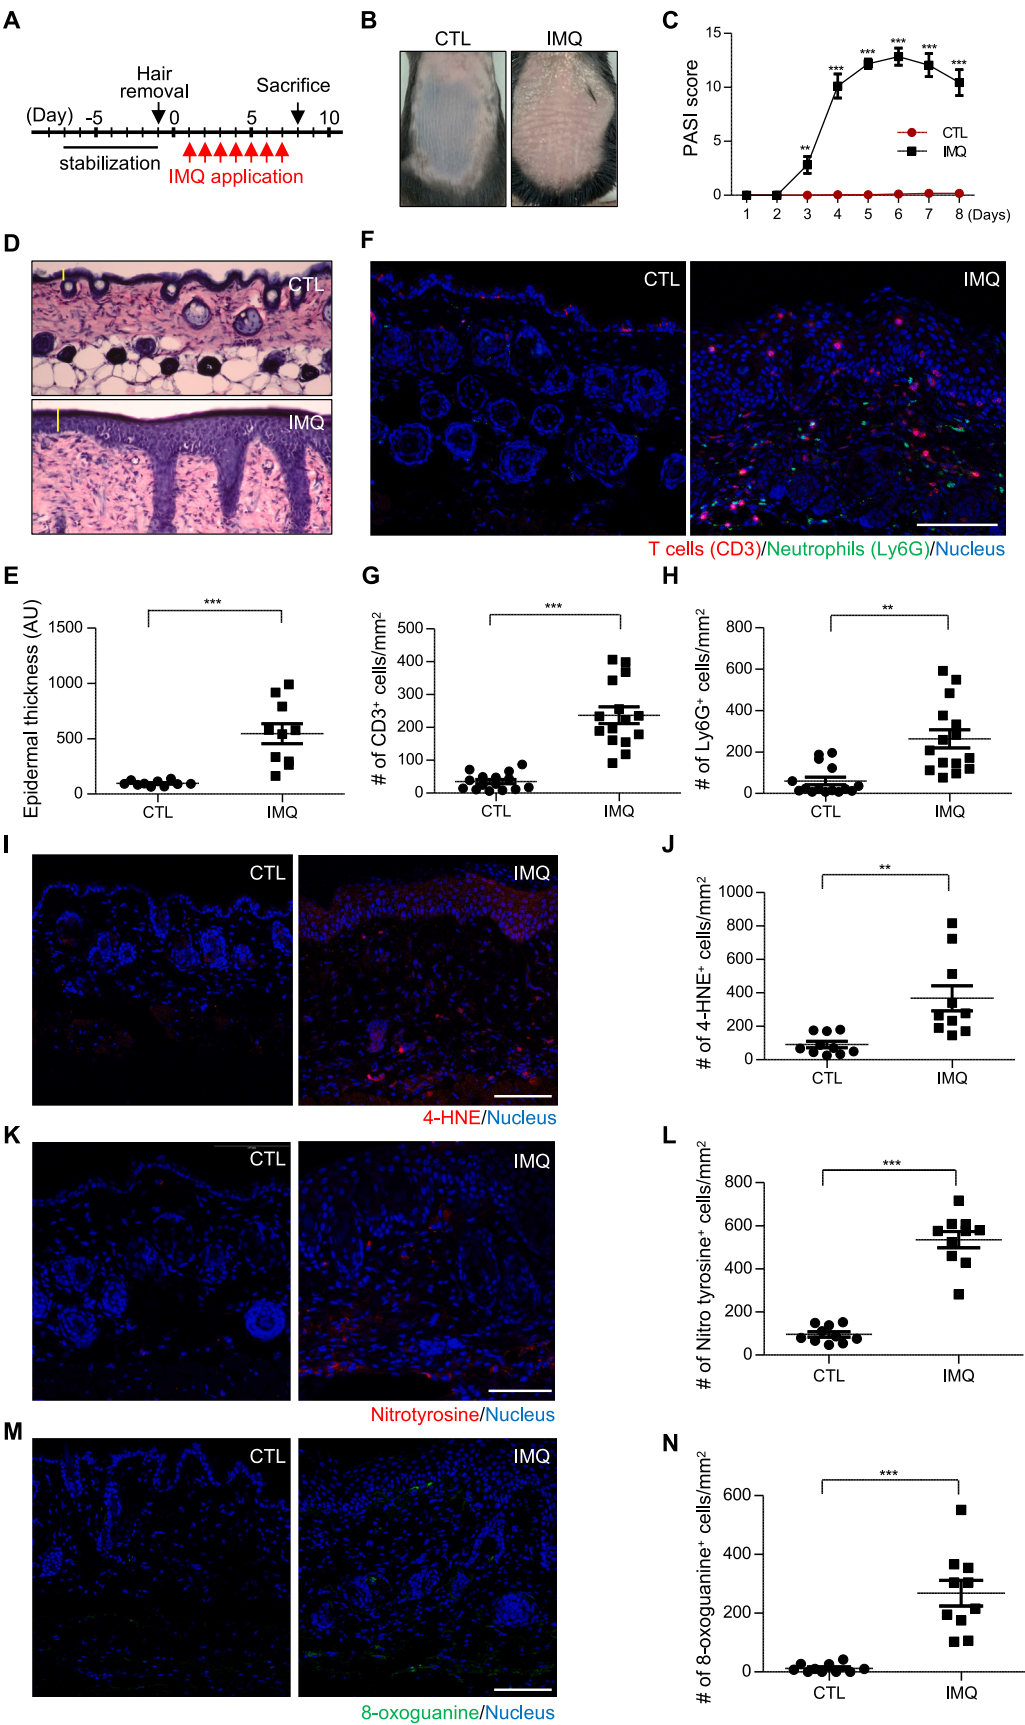 A
Hair
removal
Sacrifice
(Day)
-5
0
5
10
stabilization
IMQ application
B
CTL
IMQ
C
PASI score
15
10
5
0
**
***
***
***
***
***
CTL
IMQ
1 2 3 4 5 6 7 8 (Days)
D
CTL
IMQ
F
CTL
IMQ
T cells (CD3)/Neutrophils (Ly6G)/Nucleus
E
Epidermal thickness (AU)
1500
1000
500
0
***
CTL
IMQ
G
# of CD3⁺ cells/mm²
500
400
300
200
100
0
***
CTL
IMQ
H
# of Ly6G⁺ cells/mm²
800
600
400
200
0
**
CTL
IMQ
I
CTL
IMQ
4-HNE/Nucleus
J
# of 4-HNE⁺ cells/mm²
1000
800
600
400
200
0
**
CTL
IMQ
K
CTL
IMQ
Nitrotyrosine/Nucleus
L
# of Nitro tyrosine⁺ cells/mm²
800
600
400
200
0
***
CTL
IMQ
M
CTL
IMQ
8-oxoguanine/Nucleus
N
# of 8-oxoguanine⁺ cells/mm²
600
400
200
0
***
CTL
IMQ